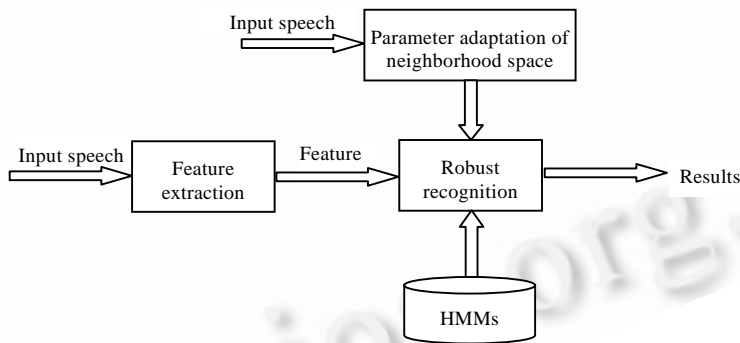 Input speech
Parameter adaptation of
neighborhood space
Input speech
Feature
extraction
Feature
Robust
recognition
Results
HMMs